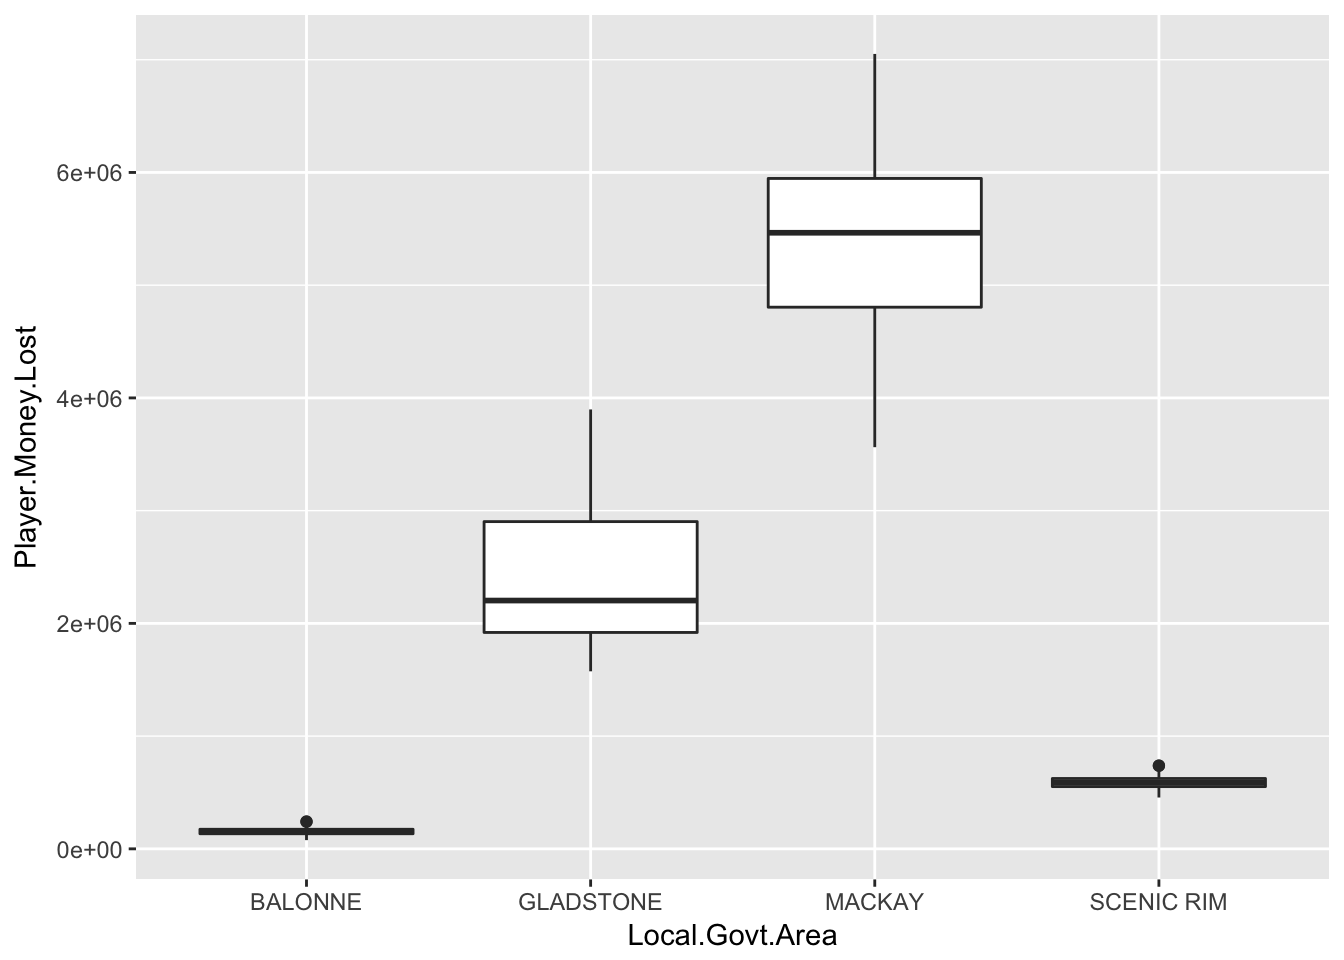 Player.Money.Lost
6e+06
4e+06
2e+06
0e+00
BALONNE GLADSTONE MACKAY SCENIC RIM
Local.Govt.Area